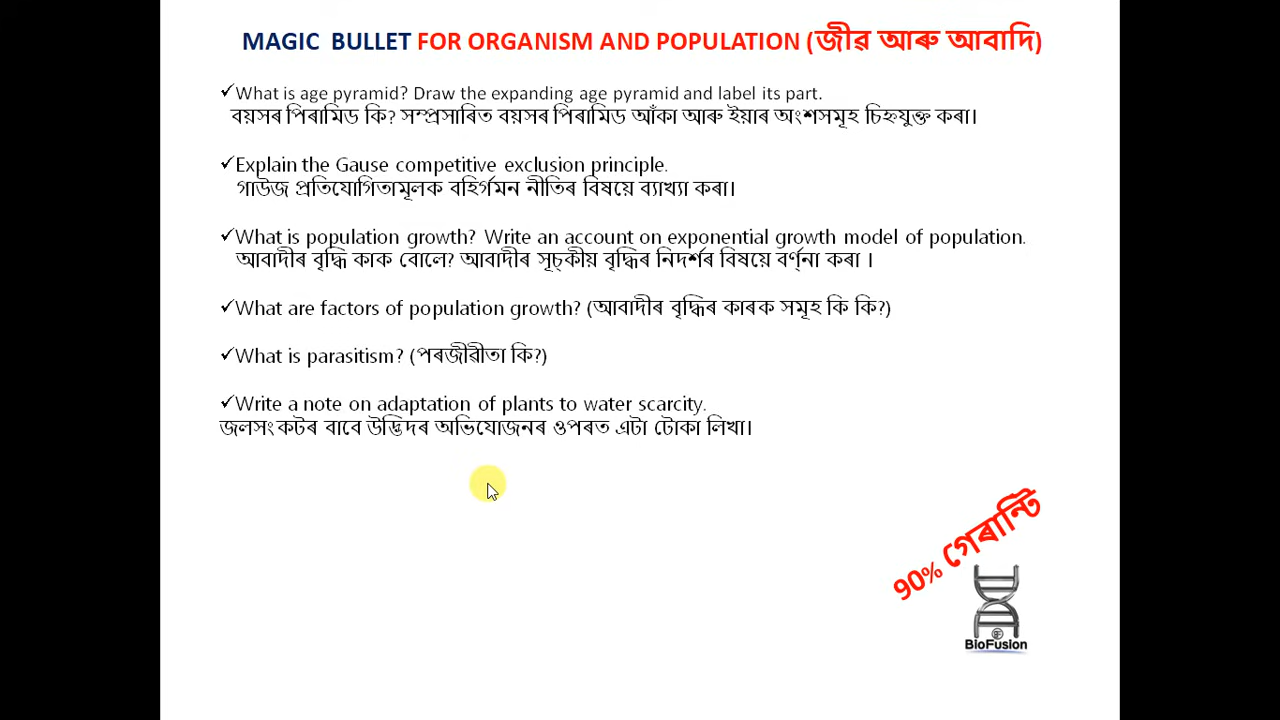 MAGIC BULLET FOR ORGANISM AND POPULATION (জীৱ আৰু আবাদি)
✓What is age pyramid? Draw the expanding age pyramid and label its part.
বয়সৰ পিৰামিড কি? সম্প্ৰসাৰিত বয়সৰ পিৰামিড আঁকা আৰু ইয়াৰ অংশসমূহ চিহ্নযুক্ত কৰা।
✓Explain the Gause competitive exclusion principle.
গাউজ প্ৰতিযোগিতামূলক বহিৰ্গমন নীতিৰ বিষয়ে ব্যাখ্যা কৰা।
✓What is population growth? Write an account on exponential growth model of population.
আবাদীৰ বৃদ্ধি কাক বোলে? আবাদীৰ সূচ্কীয় বৃদ্ধিৰ নিদৰ্শৰ বিষয়ে বৰ্ণ্না কৰা ।
✓What are factors of population growth? (আবাদীৰ বৃদ্ধিৰ কাৰক সমূহ কি কি?)
✓What is parasitism? (পৰজীৱীতা কি?)
✓Write a note on adaptation of plants to water scarcity.
জলসংকটৰ বাবে উদ্ভিদৰ অভিযোজনৰ ওপৰত এটা টোকা লিখা।
90% গেৰান্টি
BF
BioFusion